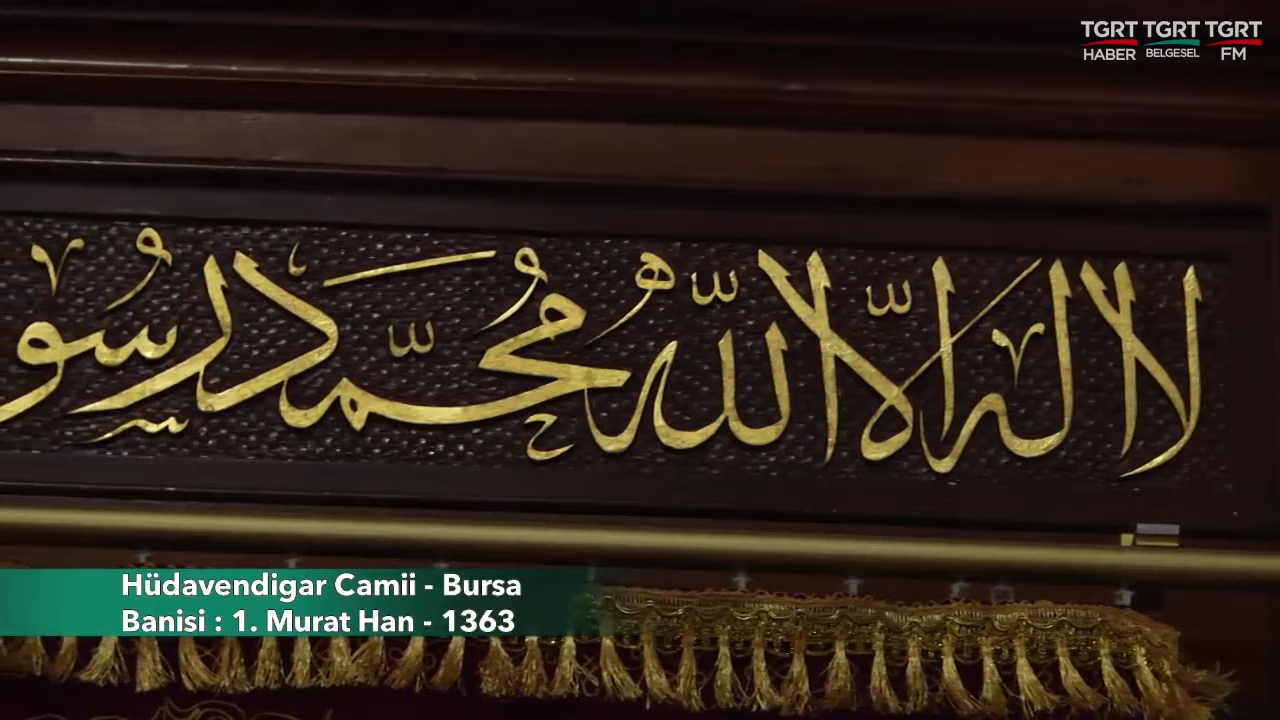 TGRT HABER TGRT BELGESEL TGRT FM
لا اله الا الله محمد رسو
Hüdavendigar Camii - Bursa
Banisi : 1. Murat Han - 1363